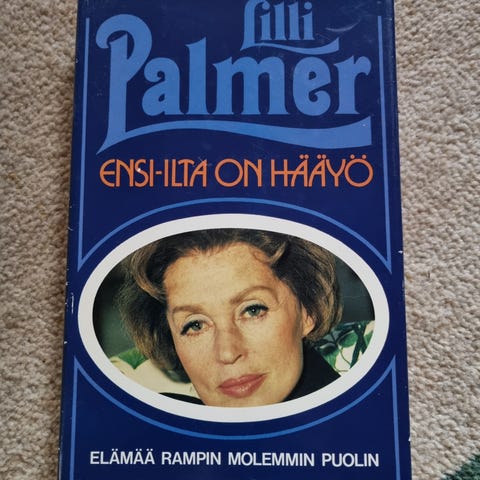 Lilli
Palmer
ENSI-ILTA ON HÄÄYÖ
ELÄMÄÄ RAMPIN MOLEMMIN PUOLIN